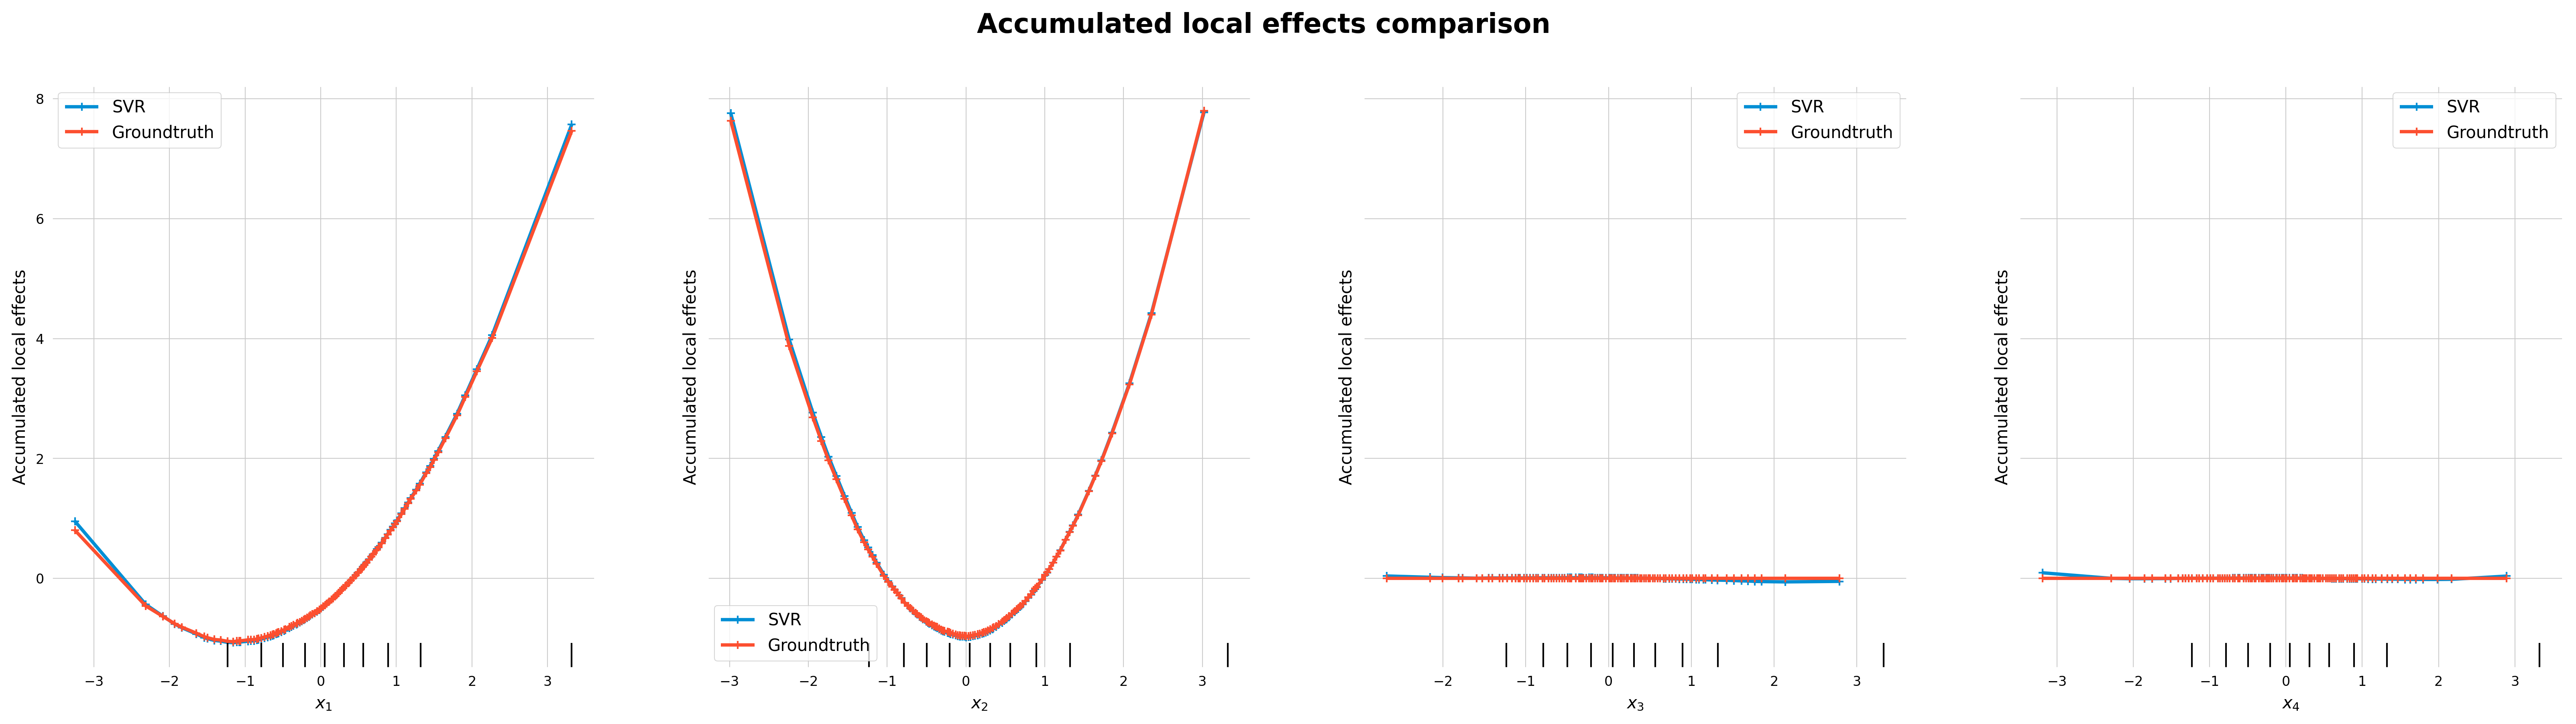 Accumulated local effects comparison
SVR
Groundtruth
Accumulated local effects
8
6
4
2
0
−3 −2 −1 0 1 2 3
x₁
Accumulated local effects
SVR
Groundtruth
−3 −2 −1 0 1 2 3
x₂
SVR
Groundtruth
Accumulated local effects
−2 −1 0 1 2 3
x₃
SVR
Groundtruth
Accumulated local effects
−3 −2 −1 0 1 2 3
x₄